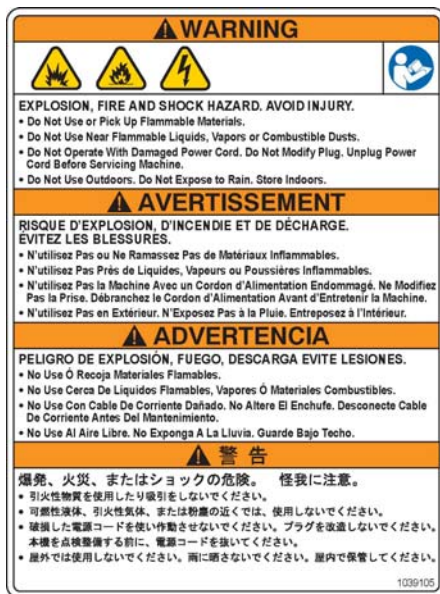 WARNING
EXPLOSION, FIRE AND SHOCK HAZARD. AVOID INJURY.
• Do Not Use or Pick Up Flammable Materials.
• Do Not Use Near Flammable Liquids, Vapors or Combustible Dusts.
• Do Not Operate With Damaged Power Cord. Do Not Modify Plug. Unplug Power
Cord Before Servicing Machine.
• Do Not Use Outdoors. Do Not Expose to Rain. Store Indoors.
AVERTISSEMENT
RISQUE D'EXPLOSION, D'INCENDIE ET DE DÉCHARGE.
ÉVITEZ LES BLESSURES.
• N'utilisez Pas ou Ne Ramassez Pas de Matériaux Inflammables.
• N'utilisez Pas Près de Liquides, Vapeurs ou Poussières Inflammables.
• N'utilisez Pas la Machine Avec un Cordon d'Alimentation Endommagé. Ne Modifiez
Pas la Prise. Débranchez le Cordon d'Alimentation Avant d'Entretenir la Machine.
• N'utilisez Pas en Extérieur. N'Exposez Pas à la Pluie. Entreposez à l'Intérieur.
ADVERTENCIA
PELIGRO DE EXPLOSIÓN, FUEGO, DESCARGA EVITE LESIONES.
• No Use Ó Recoja Materiales Flamables.
• No Use Cerca De Liquidos Flamables, Vapores Ó Materiales Combustibles.
• No Use Con Cable De Corriente Dañado. No Altere El Enchufe. Desconecte Cable
De Corriente Antes Del Mantenimiento.
• No Use Al Aire Libre. No Exponga A La Lluvia. Guarde Bajo Techo.
警告
爆発、火災、またはショックの危険。 怪我に注意。
• 引火性物質を使用したり吸引をしないでください。
• 可燃性液体、引火性気体、または粉塵の近くでは、使用しないでください。
• 破損した電源コードを使い作動させないでください。プラグを改造しないでください。
本機を点検整備する前に、電源コードを抜いてください。
• 屋外では使用しないでください。雨に晒さないでください。屋内で保管してください。
1039105